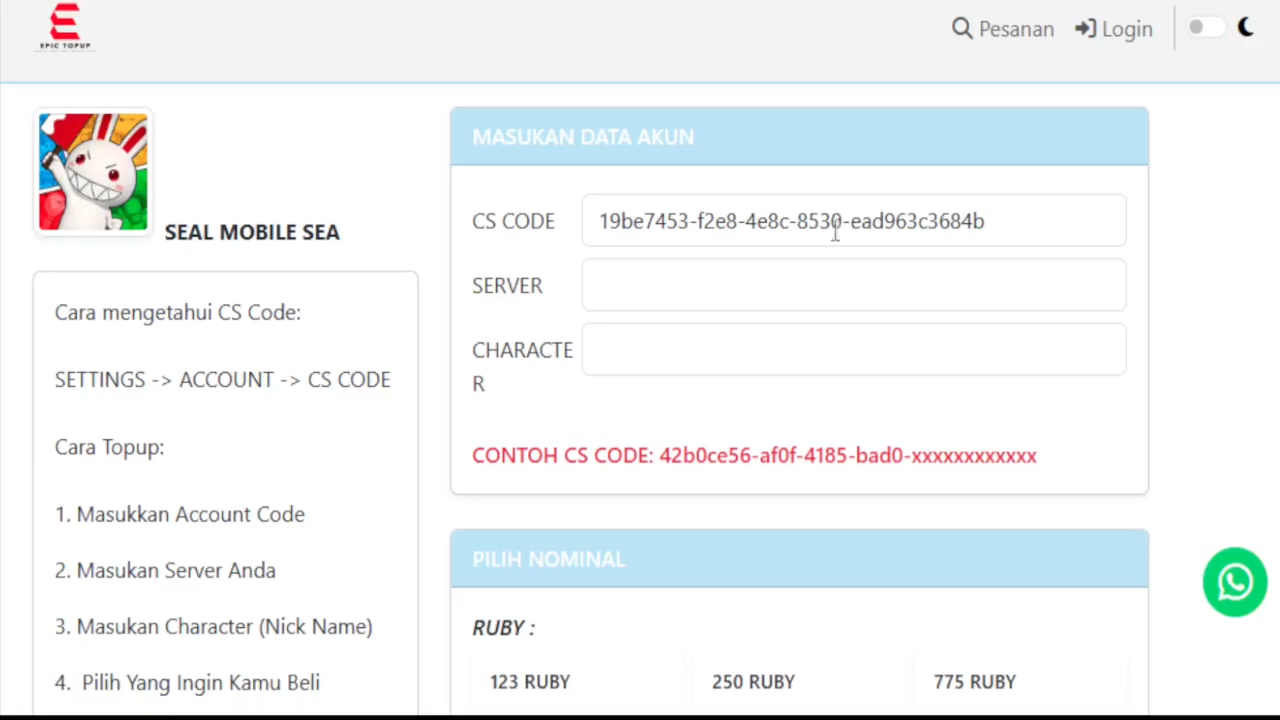 EPIC TOPUP
Pesanan
Login
SEAL MOBILE SEA
Cara mengetahui CS Code:
SETTINGS -> ACCOUNT -> CS CODE
Cara Topup:
1. Masukkan Account Code
2. Masukan Server Anda
3. Masukan Character (Nick Name)
4. Pilih Yang Ingin Kamu Beli
MASUKAN DATA AKUN
CS CODE 19be7453-f2e8-4e8c-8530-ead963c3684b
SERVER
CHARACTE
R
CONTOH CS CODE: 42b0ce56-af0f-4185-bad0-xxxxxxxxxxxx
PILIH NOMINAL
RUBY :
123 RUBY 250 RUBY 775 RUBY